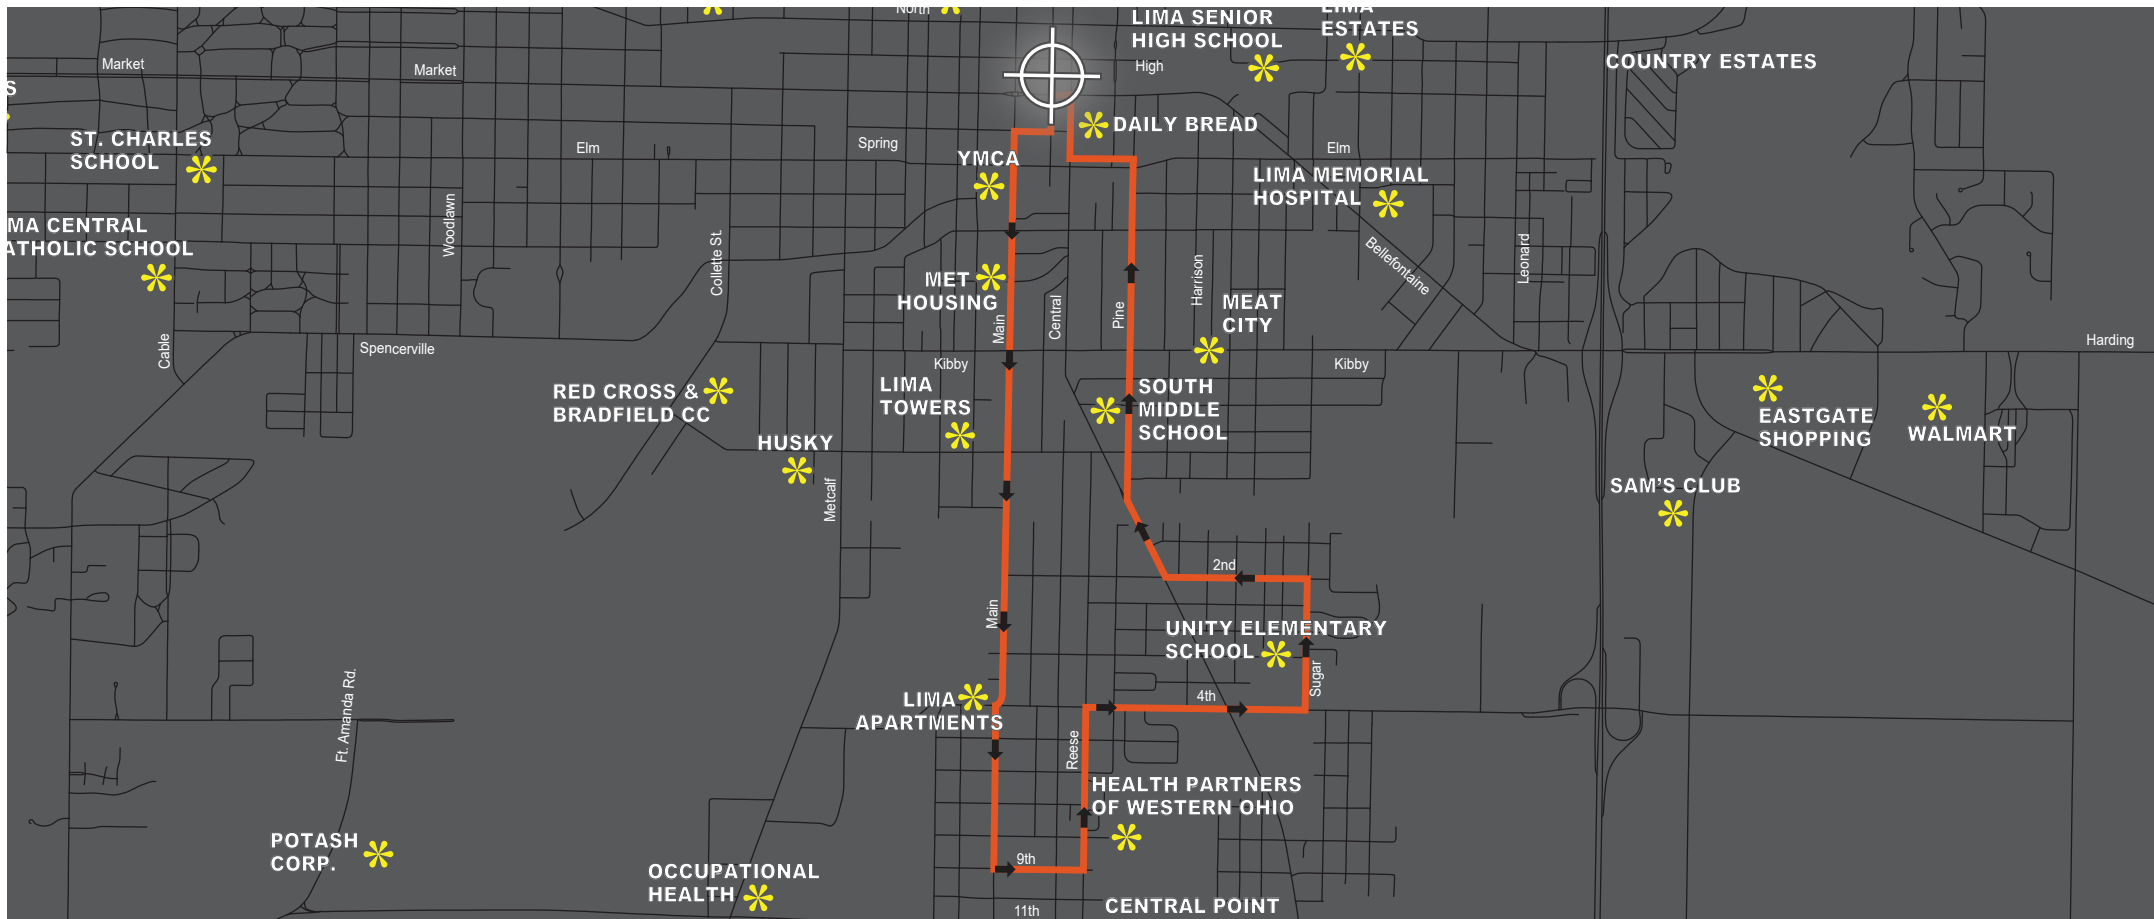 North
LIMA SENIOR
HIGH SCHOOL
LIMA
ESTATES
COUNTRY ESTATES
Market
Market
High
S
DAILY BREAD
ST. CHARLES
SCHOOL
Elm
Spring
Elm
YMCA
LIMA MEMORIAL
HOSPITAL
Woodlawn
MA CENTRAL
ATHOLIC SCHOOL
Collette St.
Bellefontaine
Leonard
MET
HOUSING
Main
Central
Pine
Harrison
MEAT
CITY
Cable
Spencerville
Kibby
Kibby
Harding
RED CROSS &
BRADFIELD CC
LIMA
TOWERS
SOUTH
MIDDLE
SCHOOL
EASTGATE
SHOPPING
WALMART
HUSKY
Metcalf
SAM'S CLUB
2nd
Main
UNITY ELEMENTARY
SCHOOL
Sugar
4th
LIMA
APARTMENTS
Ft. Amanda Rd.
Reese
HEALTH PARTNERS
OF WESTERN OHIO
POTASH
CORP.
9th
OCCUPATIONAL
HEALTH
11th
CENTRAL POINT